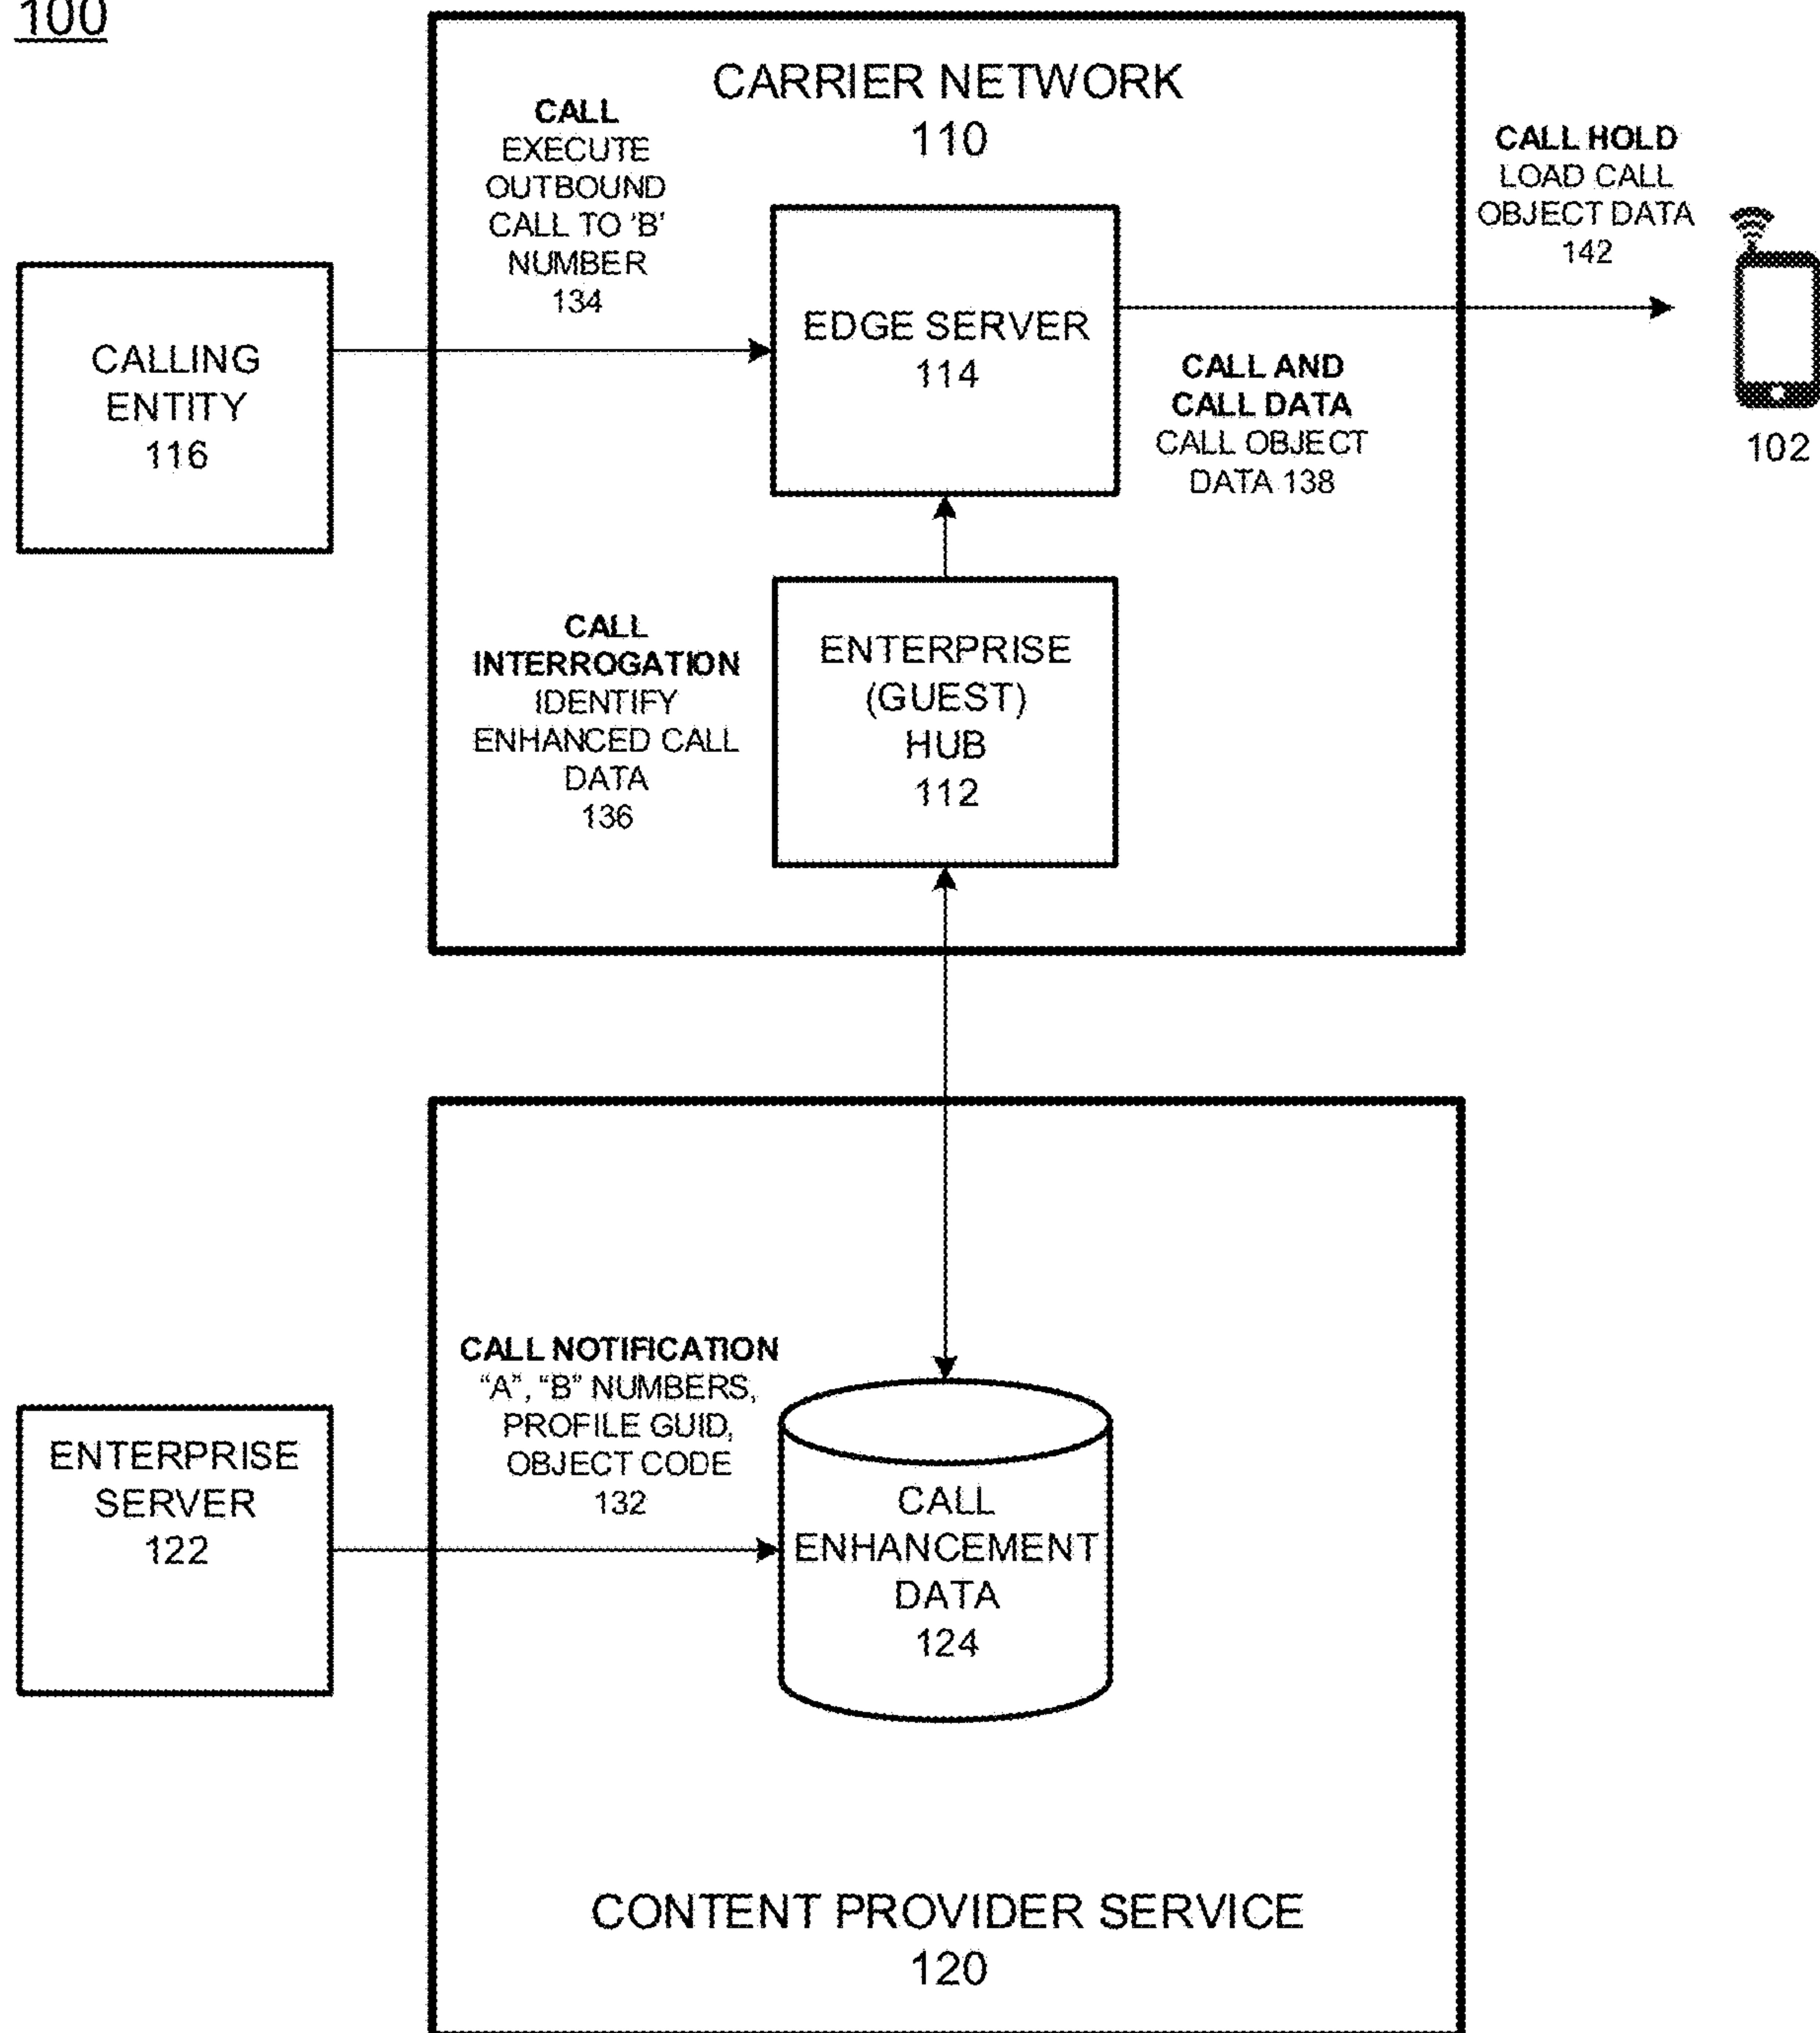 100
CARRIER NETWORK
110
CALL
EXECUTE
OUTBOUND
CALL TO 'B'
NUMBER
134
CALL HOLD
LOAD CALL
OBJECT DATA
142
CALLING
ENTITY
116
EDGE SERVER
114
CALL AND
CALL DATA
CALL OBJECT
DATA 138
102
CALL
INTERROGATION
IDENTIFY
ENHANCED CALL
DATA
136
ENTERPRISE
(GUEST)
HUB
112
CALL NOTIFICATION
"A", "B" NUMBERS,
PROFILE GUID,
OBJECT CODE
132
ENTERPRISE
SERVER
122
CALL
ENHANCEMENT
DATA
124
CONTENT PROVIDER SERVICE
120